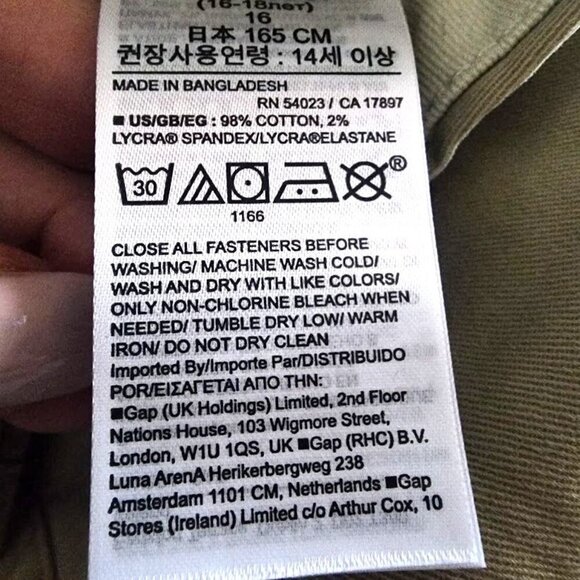 (16-18лет)
16
日本 165 CM
권장사용연령 : 14세 이상
MADE IN BANGLADESH
RN 54023 / CA 17897
■ US/GB/EG : 98% COTTON, 2%
LYCRA® SPANDEX/LYCRA®ELASTANE
30 ®
1166
CLOSE ALL FASTENERS BEFORE
WASHING/ MACHINE WASH COLD/
WASH AND DRY WITH LIKE COLORS/
ONLY NON-CHLORINE BLEACH WHEN
NEEDED/ TUMBLE DRY LOW/ WARM
IRON/ DO NOT DRY CLEAN
Imported By/Importe Par/DISTRIBUIDO
POR/ΕΙΣΑΓΕΤΑΙ ΑΠΟ ΤΗΝ:
■Gap (UK Holdings) Limited, 2nd Floor
Nations House, 103 Wigmore Street,
London, W1U 1QS, UK ■Gap (RHC) B.V.
Luna ArenA Herikerbergweg 238
Amsterdam 1101 CM, Netherlands ■Gap
Stores (Ireland) Limited c/o Arthur Cox, 10